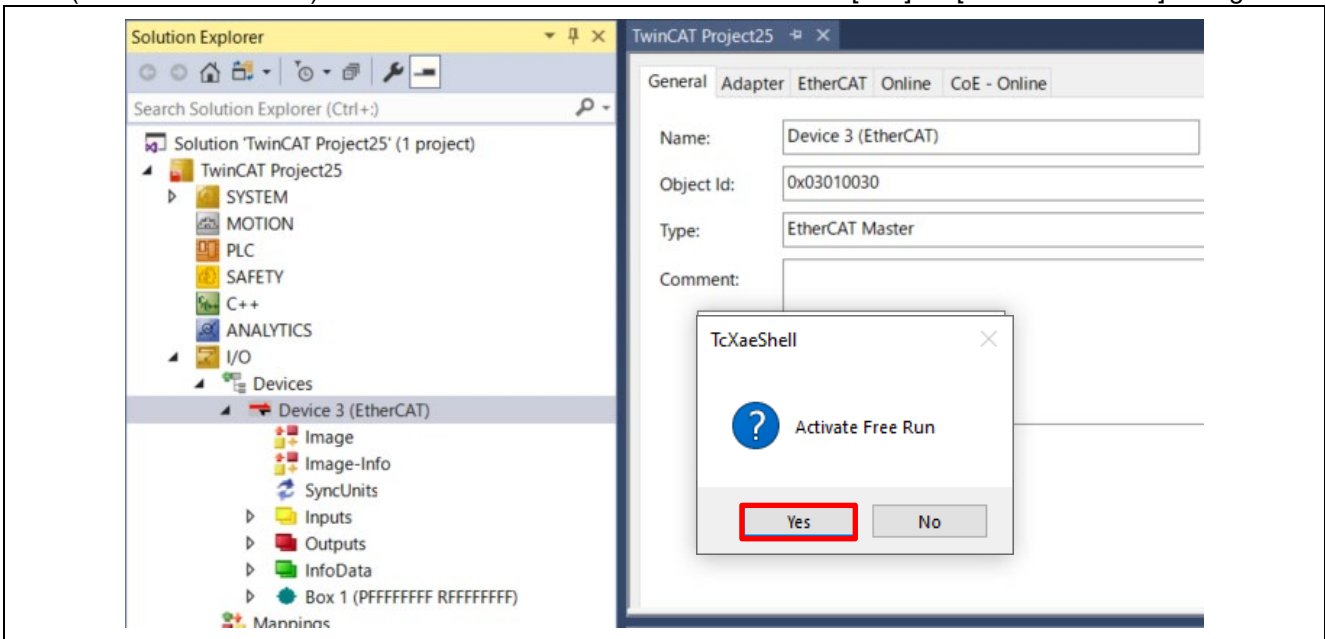 Solution Explorer
Search Solution Explorer (Ctrl+:)
Solution 'TwinCAT Project25' (1 project)
TwinCAT Project25
SYSTEM
MOTION
PLC
SAFETY
C++
ANALYTICS
I/O
Devices
Device 3 (EtherCAT)
Image
Image-Info
SyncUnits
Inputs
Outputs
InfoData
Box 1 (PFFFFFFFF RFFFFFFFF)
Mappings
TwinCAT Project25
General Adapter EtherCAT Online CoE - Online
Name: Device 3 (EtherCAT)
Object Id: 0x03010030
Type: EtherCAT Master
Comment:
TcXaeShell
Activate Free Run
Yes No